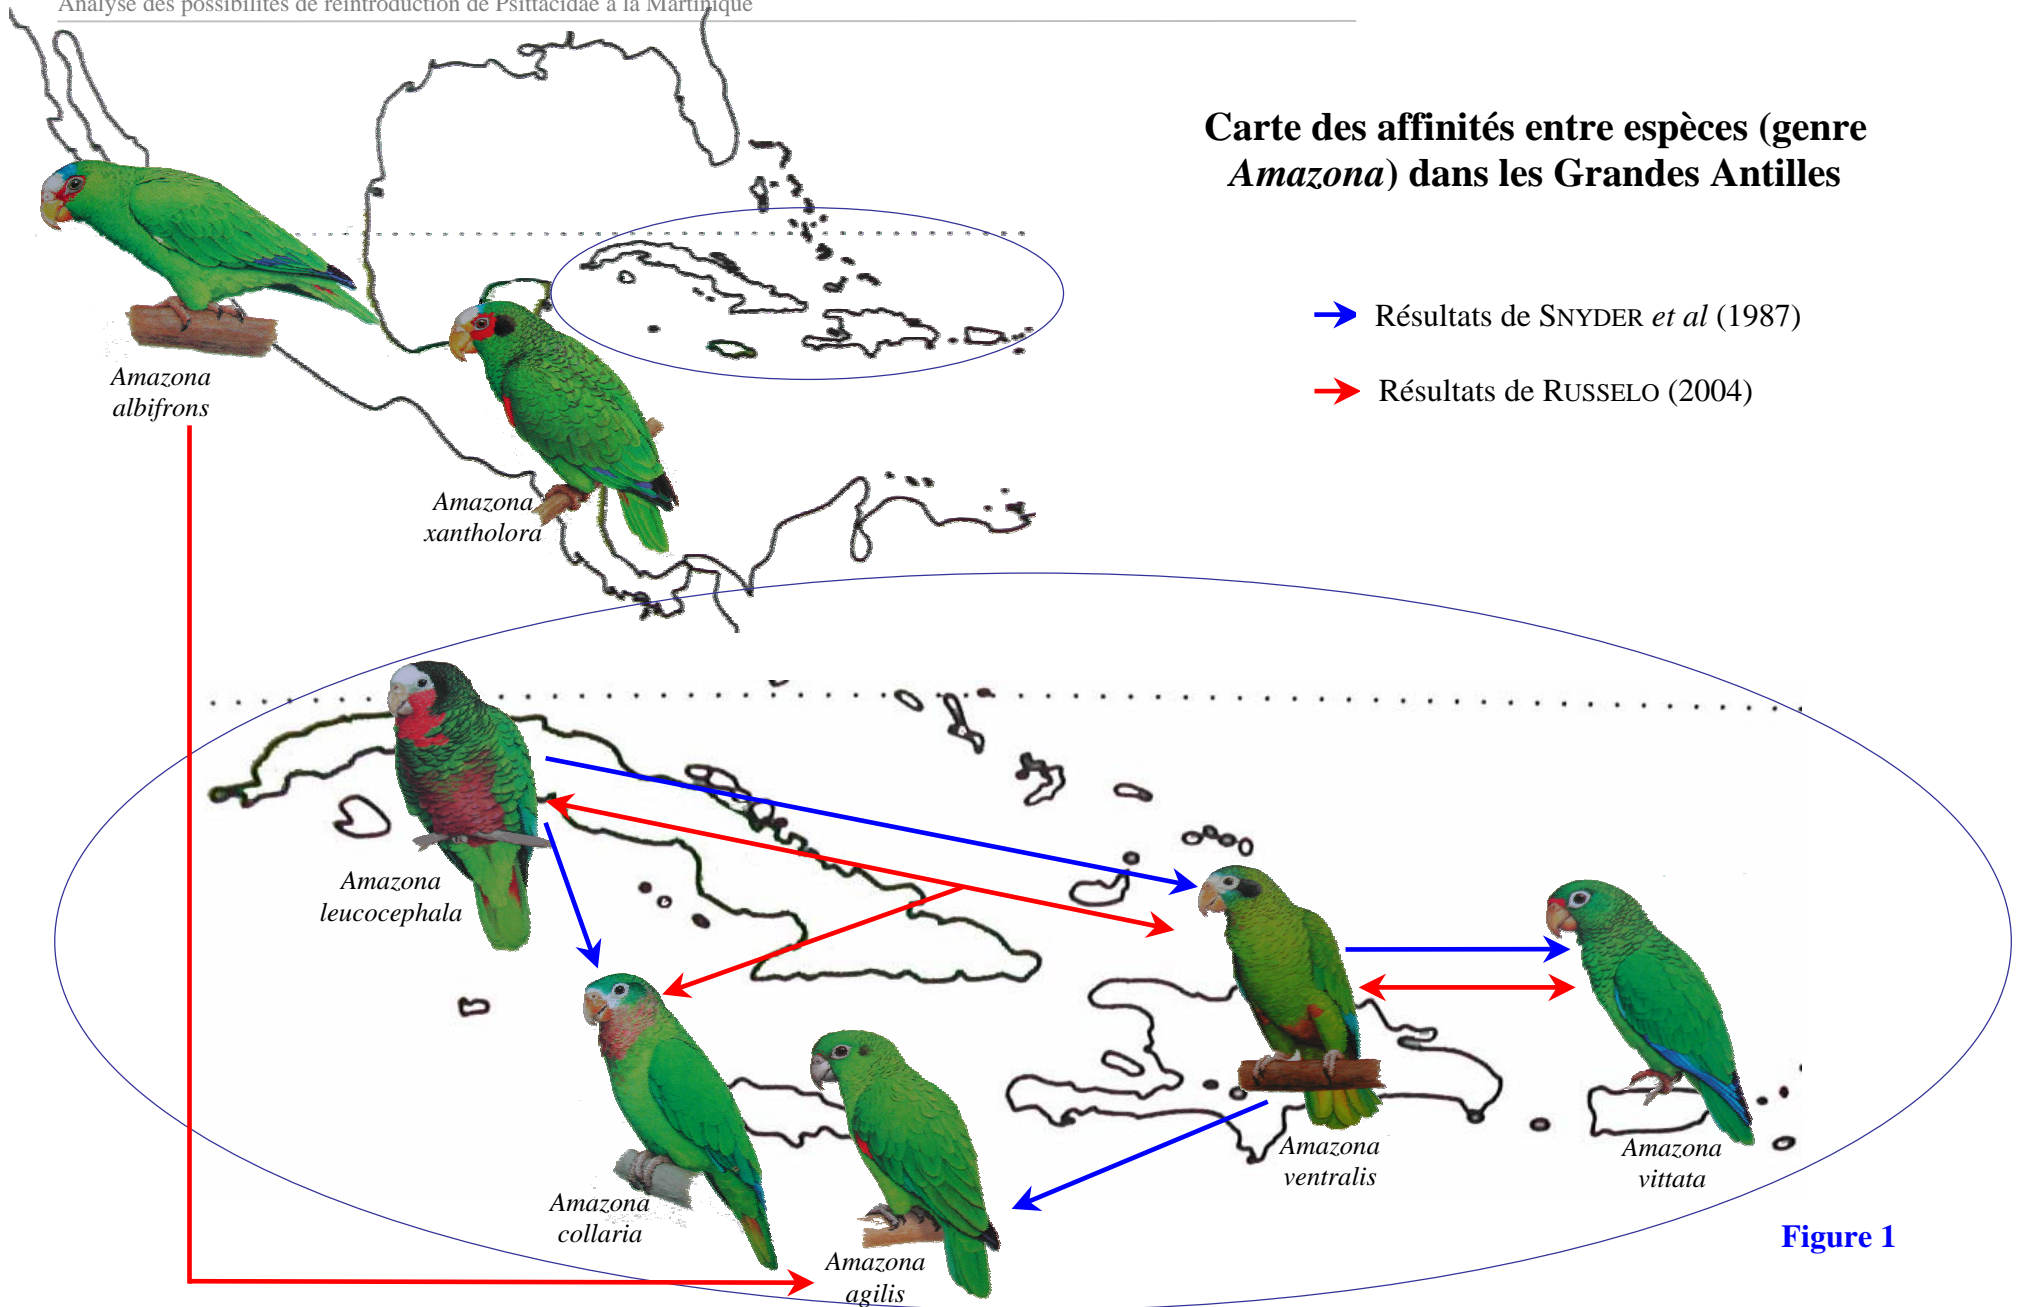 Analyse des possibilités de réintroduction de Psittacidae à la Martinique
Carte des affinités entre espèces (genre
Amazona) dans les Grandes Antilles
Résultats de SNYDER et al (1987)
Résultats de RUSSELO (2004)
Amazona
albifrons
Amazona
xantholora
Amazona
leucocephala
Amazona
collaria
Amazona
agilis
Amazona
ventralis
Amazona
vittata
Figure 1